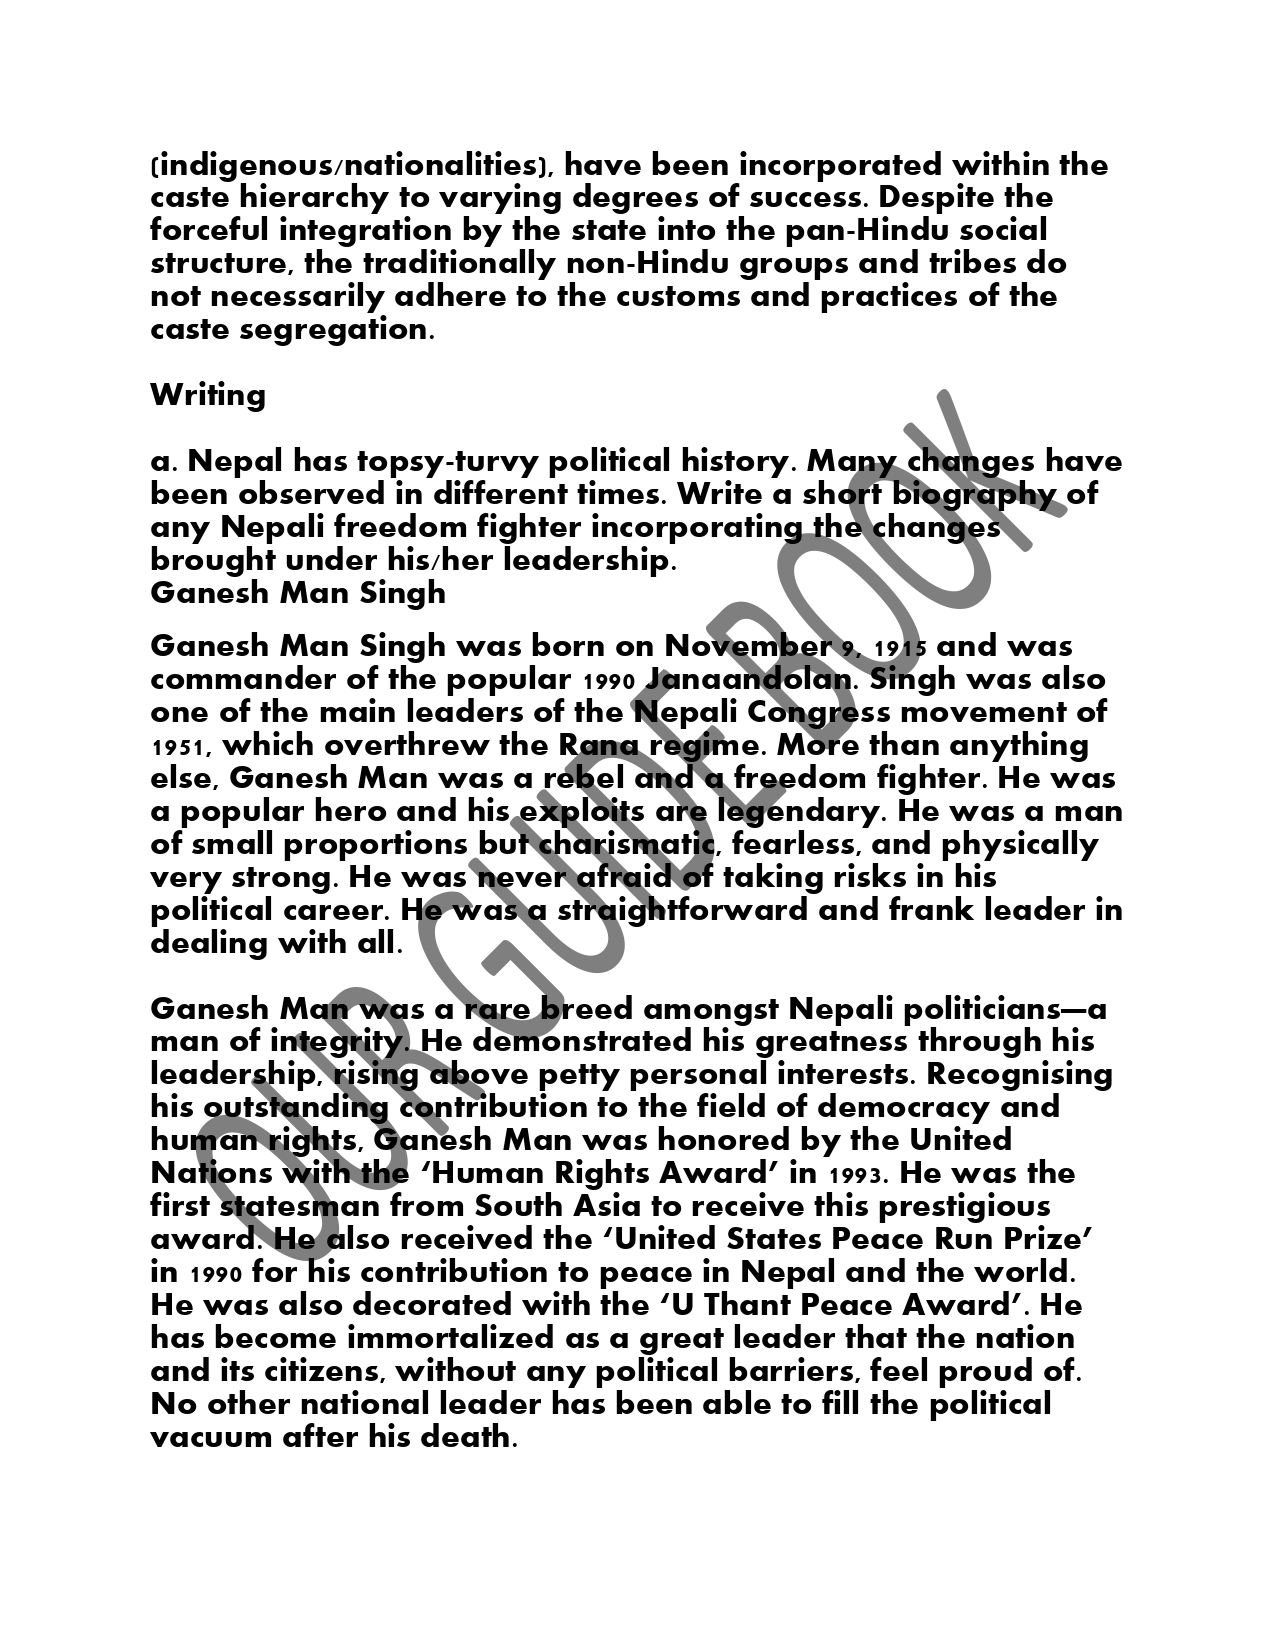 (indigenous/nationalities), have been incorporated within the
caste hierarchy to varying degrees of success. Despite the
forceful integration by the state into the pan-Hindu social
structure, the traditionally non-Hindu groups and tribes do
not necessarily adhere to the customs and practices of the
caste segregation.
Writing
a. Nepal has topsy-turvy political history. Many changes have
been observed in different times. Write a short biography of
any Nepali freedom fighter incorporating the changes
brought under his/her leadership.
Ganesh Man Singh
Ganesh Man Singh was born on November 9, 1915 and was
commander of the popular 1990 Janaandolan. Singh was also
one of the main leaders of the Nepali Congress movement of
1951, which overthrew the Rana regime. More than anything
else, Ganesh Man was a rebel and a freedom fighter. He was
a popular hero and his exploits are legendary. He was a man
of small proportions but charismatic, fearless, and physically
very strong. He was never afraid of taking risks in his
political career. He was a straightforward and frank leader in
dealing with all.
Ganesh Man was a rare breed amongst Nepali politicians—a
man of integrity. He demonstrated his greatness through his
leadership, rising above petty personal interests. Recognising
his outstanding contribution to the field of democracy and
human rights, Ganesh Man was honored by the United
Nations with the ‘Human Rights Award’ in 1993. He was the
first statesman from South Asia to receive this prestigious
award. He also received the ‘United States Peace Run Prize’
in 1990 for his contribution to peace in Nepal and the world.
He was also decorated with the ‘U Thant Peace Award’. He
has become immortalized as a great leader that the nation
and its citizens, without any political barriers, feel proud of.
No other national leader has been able to fill the political
vacuum after his death.
OUR GUIDE BOOK